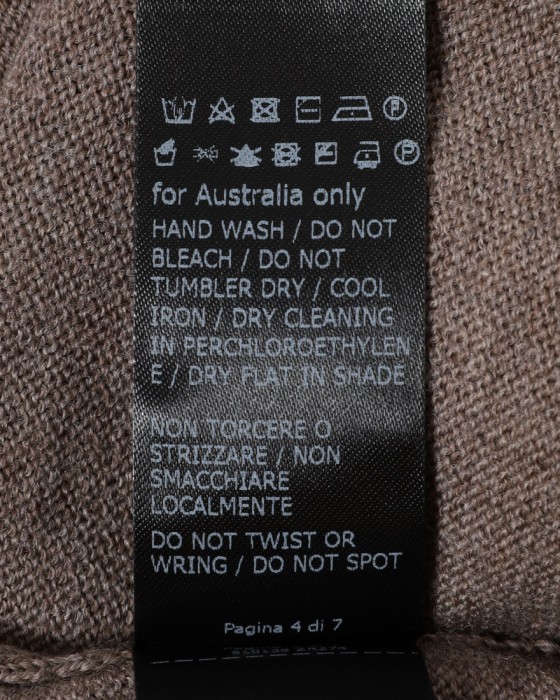 for Australia only
HAND WASH / DO NOT
BLEACH / DO NOT
TUMBLER DRY / COOL
IRON / DRY CLEANING
IN PERCHLOROETHYLEN
E / DRY FLAT IN SHADE
NON TORCERE O
STRIZZARE / NON
SMACCHIARE
LOCALMENTE
DO NOT TWIST OR
WRING / DO NOT SPOT
Pagina 4 di 7